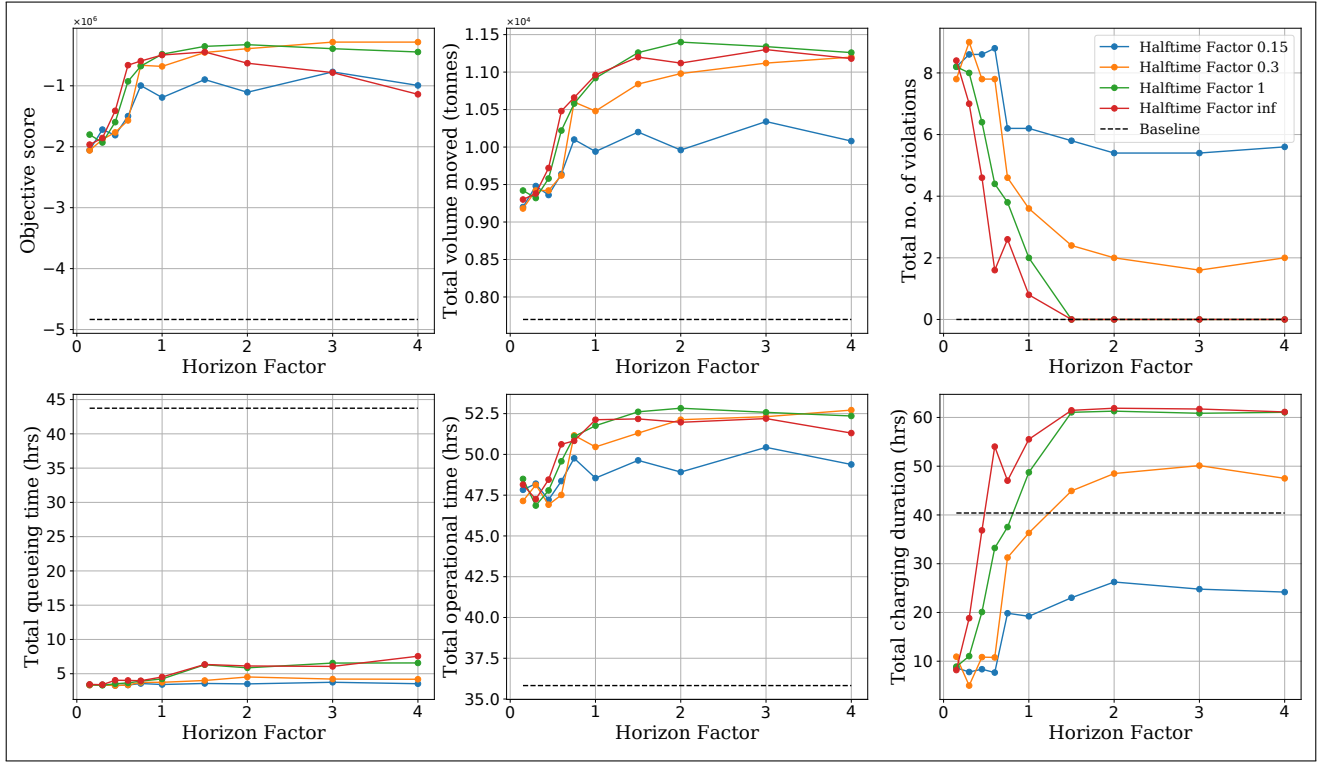 ×10⁶
Objective score
−1
−2
−3
−4
−5
0 1 2 3 4
Horizon Factor
×10⁴
Total volume moved (tonnes)
1.15
1.10
1.05
1.00
0.95
0.90
0.85
0.80
0 1 2 3 4
Horizon Factor
Total no. of violations
8
6
4
2
0
0 1 2 3 4
Horizon Factor
Halftime Factor 0.15
Halftime Factor 0.3
Halftime Factor 1
Halftime Factor inf
Baseline
Total queueing time (hrs)
45
40
35
30
25
20
15
10
5
0 1 2 3 4
Horizon Factor
Total operational time (hrs)
52.5
50.0
47.5
45.0
42.5
40.0
37.5
35.0
0 1 2 3 4
Horizon Factor
Total charging duration (hrs)
60
50
40
30
20
10
0 1 2 3 4
Horizon Factor